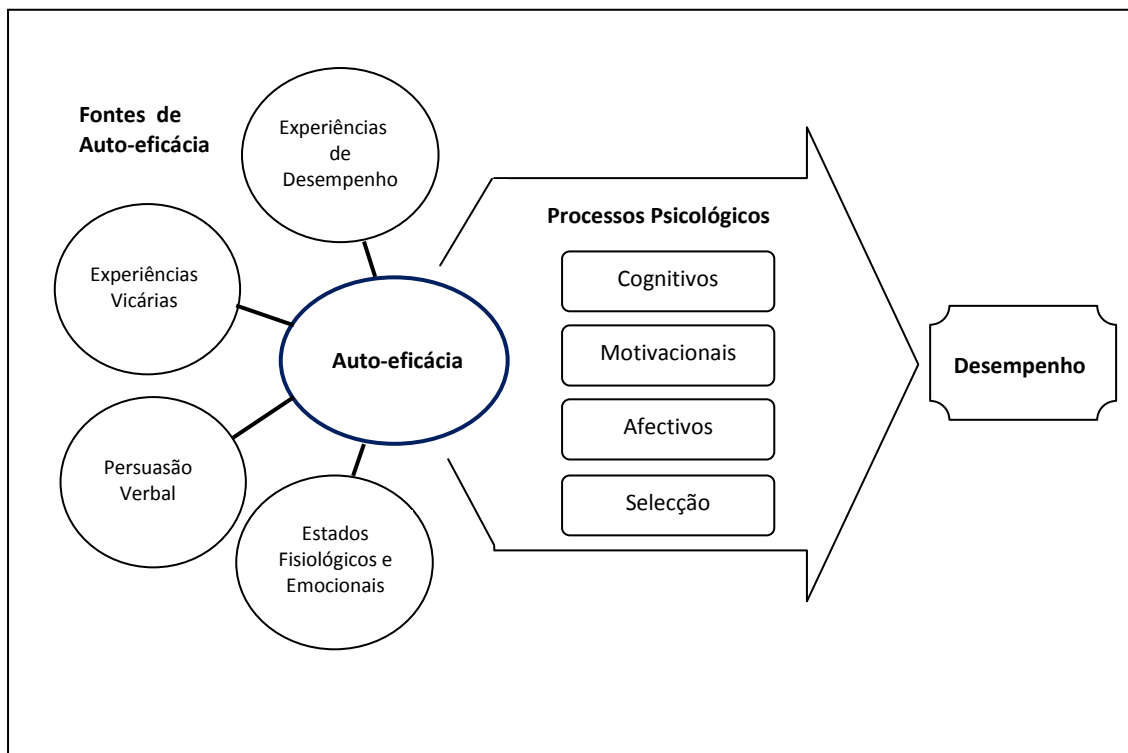 Fontes de
Auto-eficácia
Experiências
de
Desempenho
Experiências
Vicárias
Persuasão
Verbal
Estados
Fisiológicos e
Emocionais
Auto-eficácia
Processos Psicológicos
Cognitivos
Motivacionais
Afectivos
Selecção
Desempenho